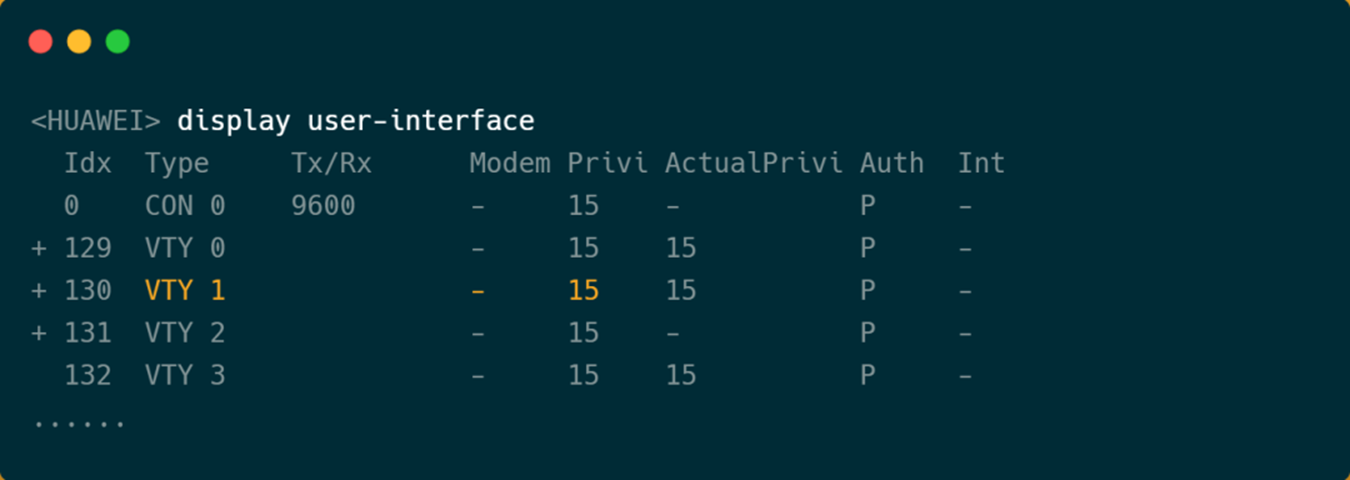 <HUAWEI> display user-interface
  Idx  Type     Tx/Rx      Modem Privi ActualPrivi Auth  Int
  0    CON 0    9600       -     15    -           P     -
+ 129  VTY 0               -     15    15          P     -
+ 130  VTY 1               -     15    15          P     -
+ 131  VTY 2               -     15    -           P     -
  132  VTY 3               -     15    15          P     -
......